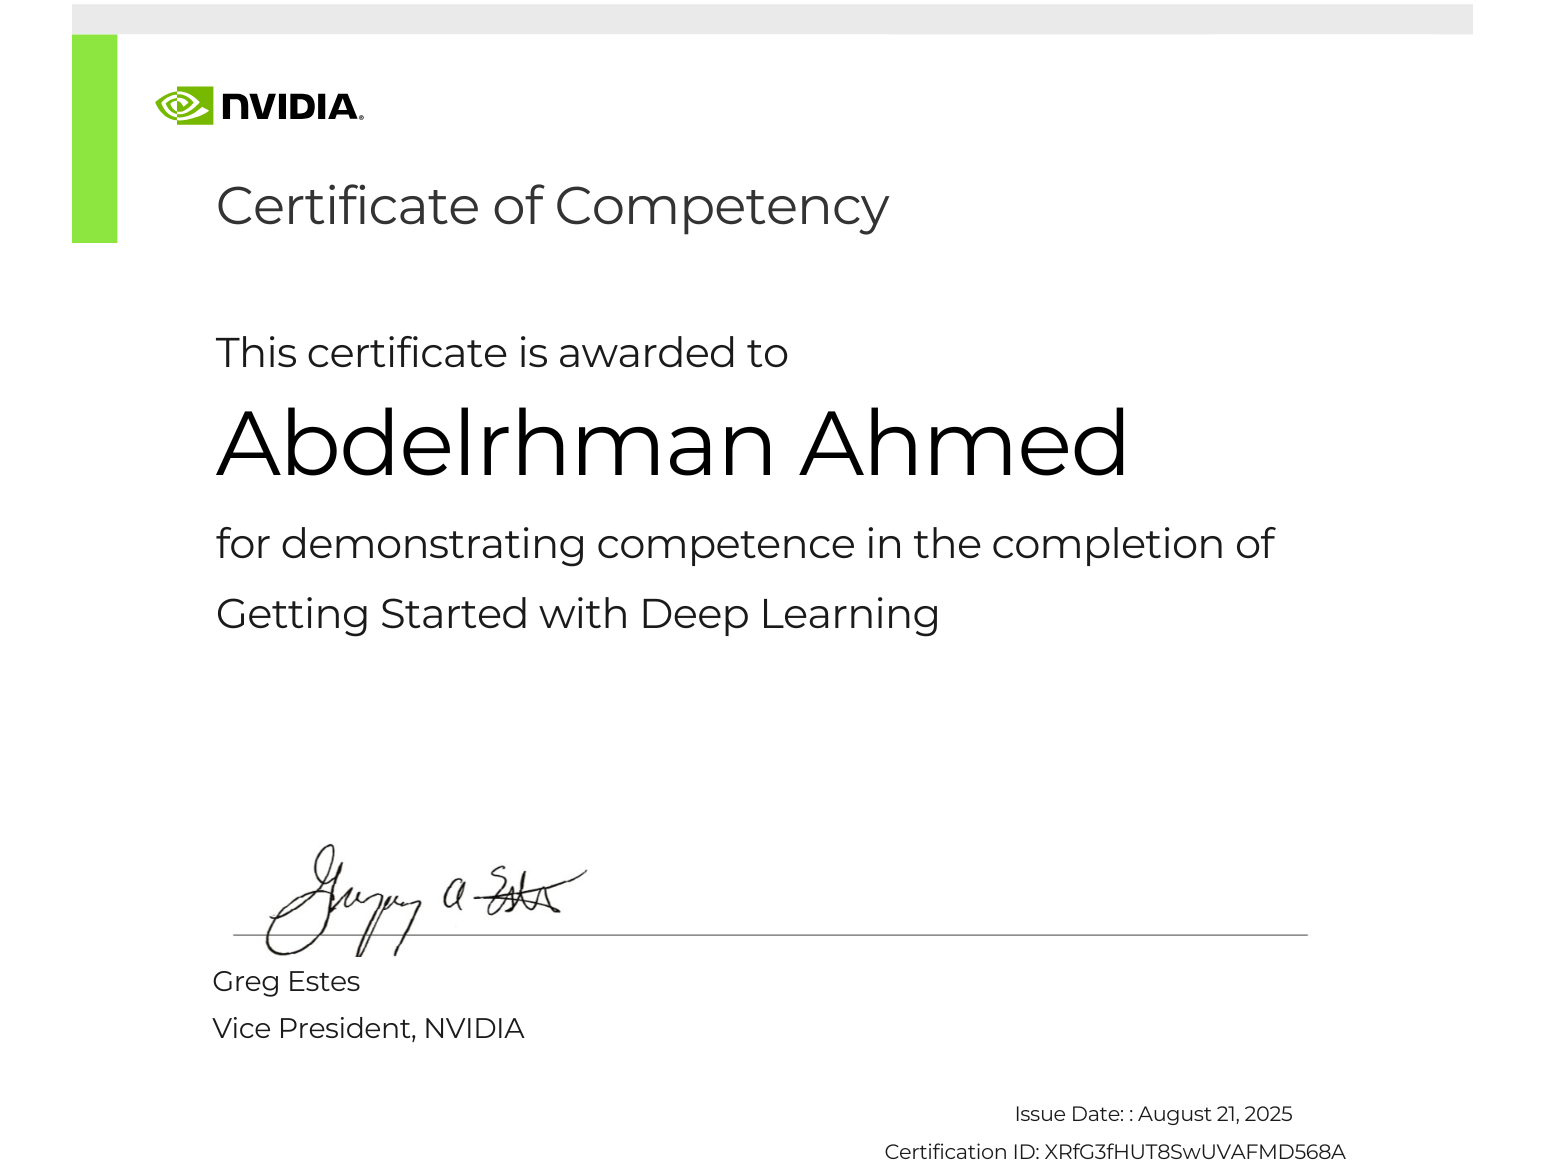 NVIDIA®
Certificate of Competency
This certificate is awarded to
Abdelrhman Ahmed
for demonstrating competence in the completion of
Getting Started with Deep Learning
Gregory A Estes
Greg Estes
Vice President, NVIDIA
Issue Date: : August 21, 2025
Certification ID: XRfG3fHUT8SwUVAFMD568A